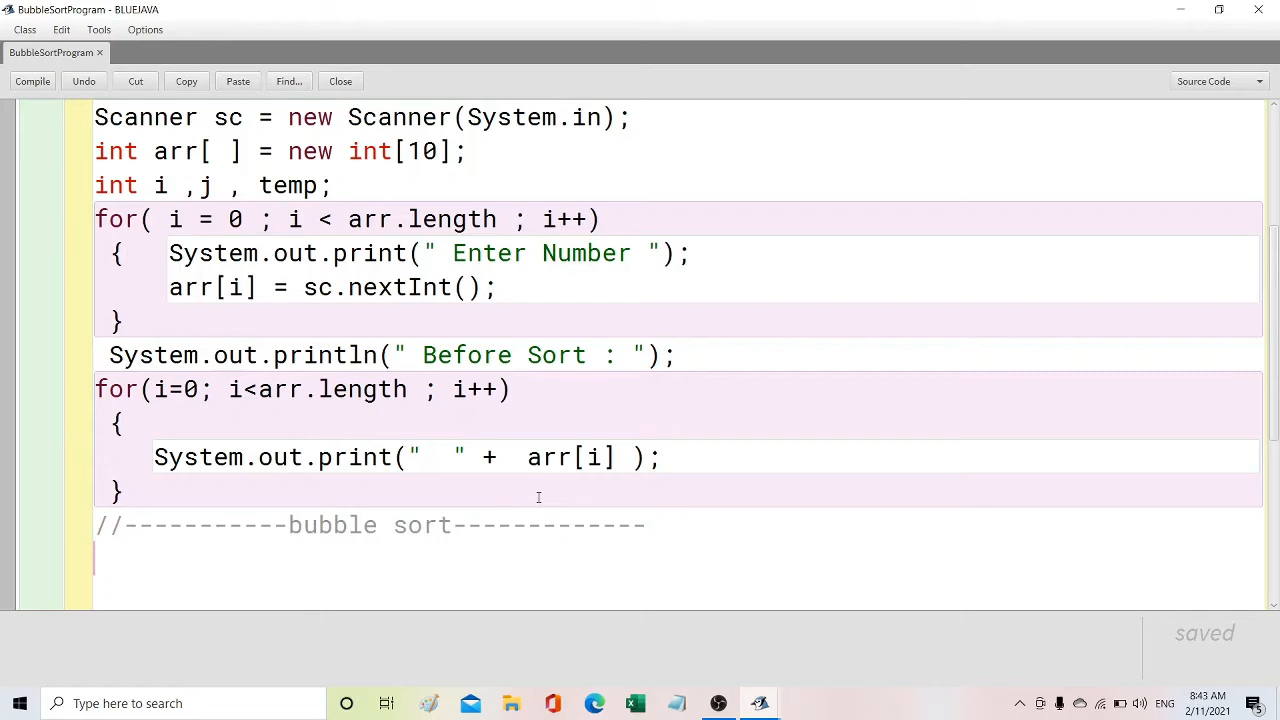 BubbleSortProgram - BLUEJAVA
Class Edit Tools Options
BubbleSortProgram ×
Compile Undo Cut Copy Paste Find... Close Source Code
Scanner sc = new Scanner(System.in);
int arr[ ] = new int[10];
int i ,j , temp;
for( i = 0 ; i < arr.length ; i++)
{ System.out.print(" Enter Number ");
arr[i] = sc.nextInt();
}
System.out.println(" Before Sort : ");
for(i=0; i<arr.length ; i++)
{
System.out.print("  " +  arr[i] );
}
//-----------bubble sort-------------
saved
Type here to search
ENG
8:43 AM
2/11/2021
5